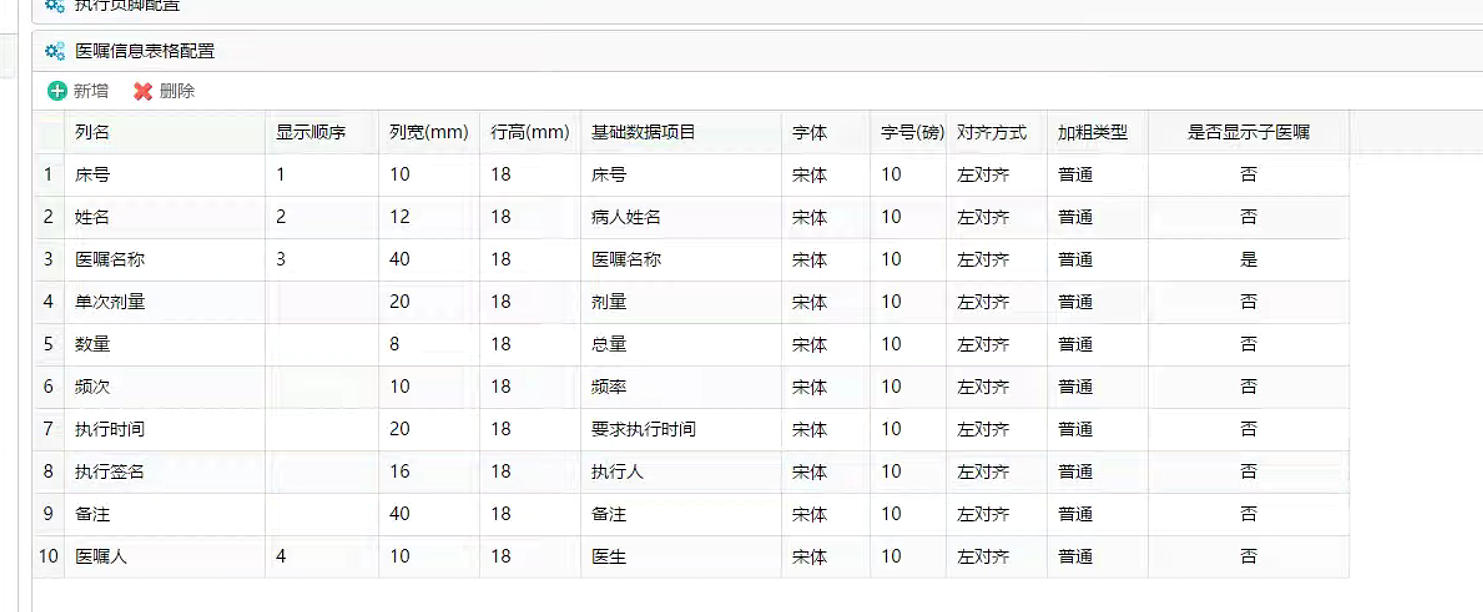 执行页脚配置
医嘱信息表格配置
新增 删除
列名 显示顺序 列宽(mm) 行高(mm) 基础数据项目 字体 字号(磅) 对齐方式 加粗类型 是否显示子医嘱
1 床号 1 10 18 床号 宋体 10 左对齐 普通 否
2 姓名 2 12 18 病人姓名 宋体 10 左对齐 普通 否
3 医嘱名称 3 40 18 医嘱名称 宋体 10 左对齐 普通 是
4 单次剂量 20 18 剂量 宋体 10 左对齐 普通 否
5 数量 8 18 总量 宋体 10 左对齐 普通 否
6 频次 10 18 频率 宋体 10 左对齐 普通 否
7 执行时间 20 18 要求执行时间 宋体 10 左对齐 普通 否
8 执行签名 16 18 执行人 宋体 10 左对齐 普通 否
9 备注 40 18 备注 宋体 10 左对齐 普通 否
10 医嘱人 4 10 18 医生 宋体 10 左对齐 普通 否